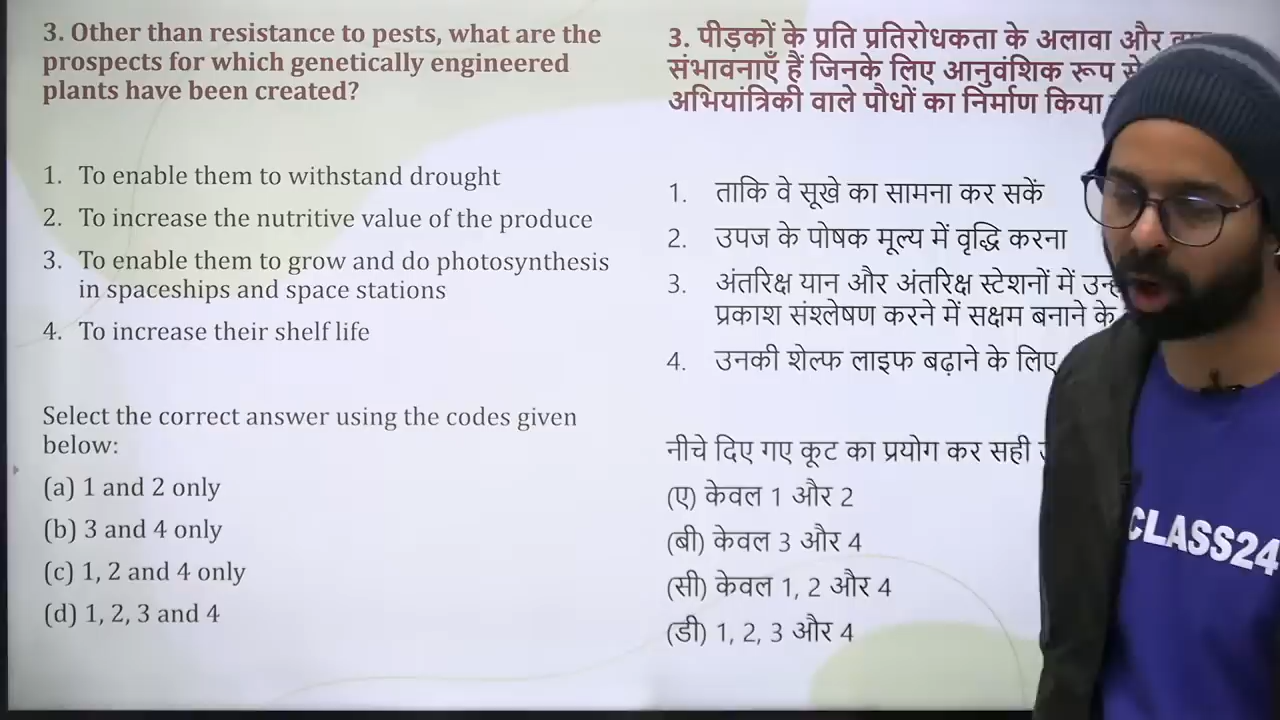 3. Other than resistance to pests, what are the
prospects for which genetically engineered
plants have been created?
1. To enable them to withstand drought
2. To increase the nutritive value of the produce
3. To enable them to grow and do photosynthesis
in spaceships and space stations
4. To increase their shelf life
Select the correct answer using the codes given
below:
(a) 1 and 2 only
(b) 3 and 4 only
(c) 1, 2 and 4 only
(d) 1, 2, 3 and 4
3. पीड़कों के प्रति प्रतिरोधकता के अलावा और
संभावनाएँ हैं जिनके लिए आनुवंशिक रूप से
अभियांत्रिकी वाले पौधों का निर्माण किया
1. ताकि वे सूखे का सामना कर सकें
2. उपज के पोषक मूल्य में वृद्धि करना
3. अंतरिक्ष यान और अंतरिक्ष स्टेशनों में
प्रकाश संश्लेषण करने में सक्षम बनाने के
4. उनकी शेल्फ लाइफ बढ़ाने के लिए
नीचे दिए गए कूट का प्रयोग कर सही
(ए) केवल 1 और 2
(बी) केवल 3 और 4
(सी) केवल 1, 2 और 4
(डी) 1, 2, 3 और 4
CLASS24